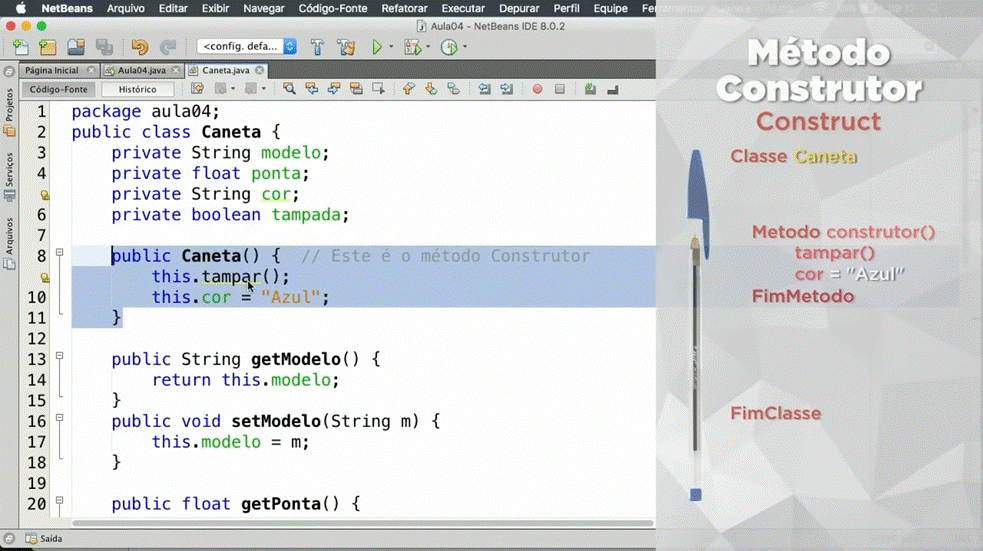 NetBeans Arquivo Editar Exibir Navegar Código-Fonte Refatorar Executar Depurar Perfil Equipe
Aula04 - NetBeans IDE 8.0.2
<config. defa...
Página Inicial Aula04.java Caneta.java
Código-Fonte Histórico
Projetos
Serviços
Arquivos
1 package aula04;
2 public class Caneta {
3 private String modelo;
4 private float ponta;
private String cor;
6 private boolean tampada;
7
8 public Caneta() { // Este é o método Construtor
this.tampar();
10 this.cor = "Azul";
11 }
12
13 public String getModelo() {
14 return this.modelo;
15 }
16 public void setModelo(String m) {
17 this.modelo = m;
18 }
19
20 public float getPonta() {
Saída
Método
Construtor
Construct
Classe Caneta
Metodo construtor()
tampar()
cor = "Azul"
FimMetodo
FimClasse